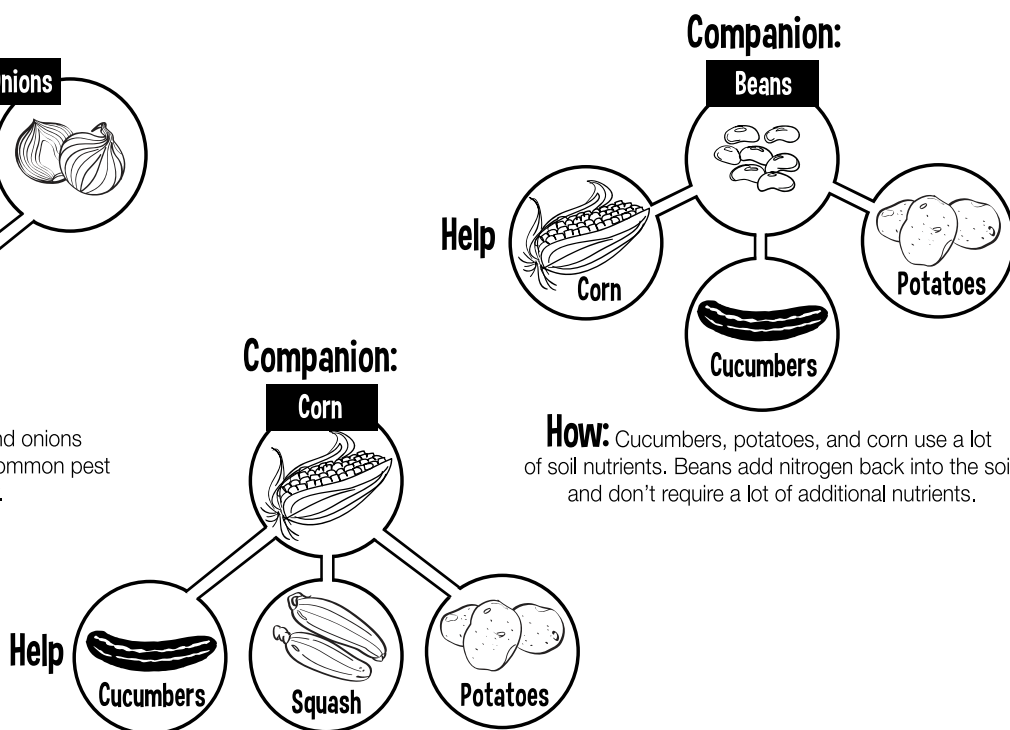 Companion:
Beans
Help
Corn
Cucumbers
Potatoes
How: Cucumbers, potatoes, and corn use a lot
of soil nutrients. Beans add nitrogen back into the soi
and don't require a lot of additional nutrients.
nions
nd onions
ommon pest
.
Companion:
Corn
Help
Cucumbers
Squash
Potatoes